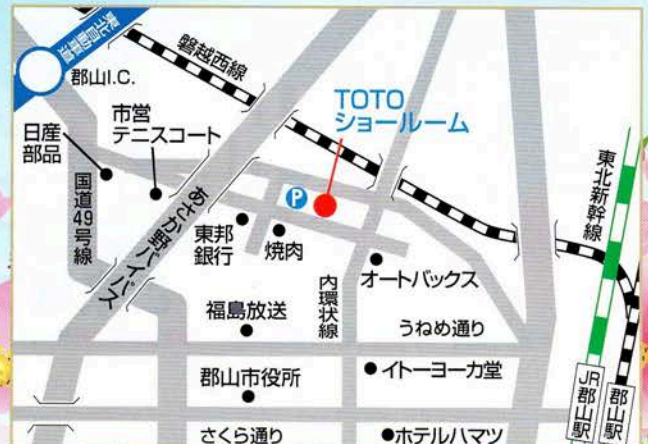 東北自動車道
郡山I.C.
磐越西線
TOTO
ショールーム
市営
テニスコート
日産
部品
国道49号線
あさか野バイパス
P
東邦
銀行
焼肉
内環状線
オートバックス
東北新幹線
福島放送
うねめ通り
郡山市役所
イトーヨーカ堂
さくら通り
ホテルハマツ
JR郡山駅
郡山駅